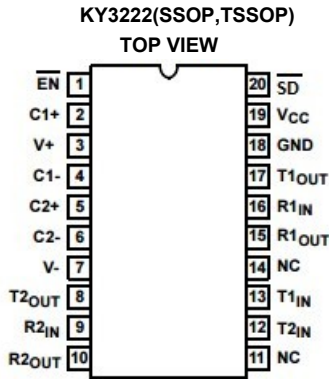 KY3222(SSOP,TSSOP)
TOP VIEW
EN 1 20 SD
C1+ 2 19 VCC
V+ 3 18 GND
C1- 4 17 T1OUT
C2+ 5 16 R1IN
C2- 6 15 R1OUT
V- 7 14 NC
T2OUT 8 13 T1IN
R2IN 9 12 T2IN
R2OUT 10 11 NC